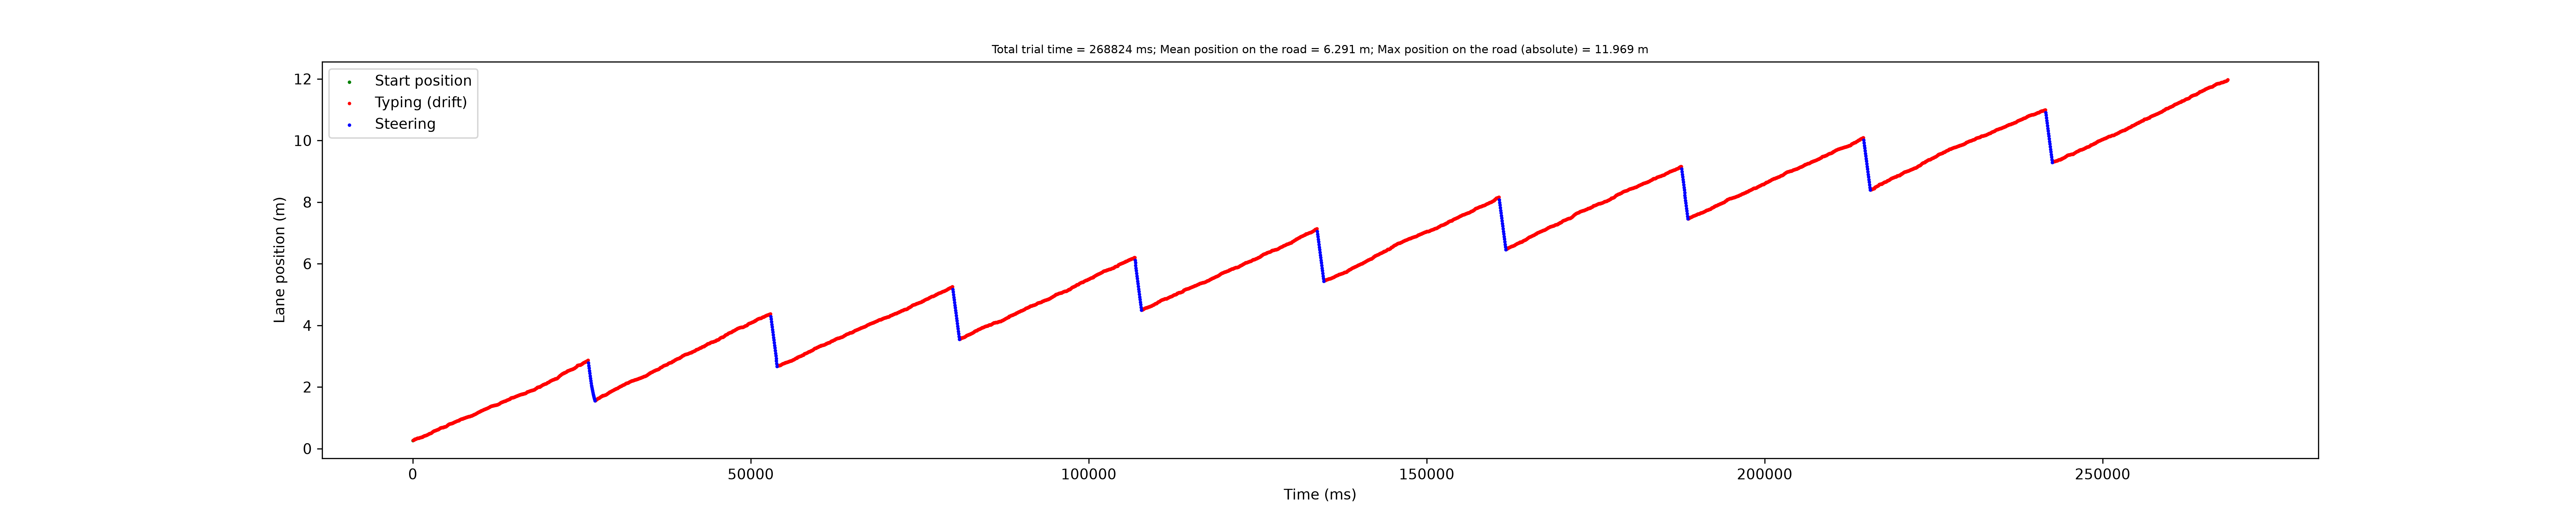 Total trial time = 268824 ms; Mean position on the road = 6.291 m; Max position on the road (absolute) = 11.969 m
Start position
Typing (drift)
Steering
12
10
8
6
4
2
0
Lane position (m)
0 50000 100000 150000 200000 250000
Time (ms)